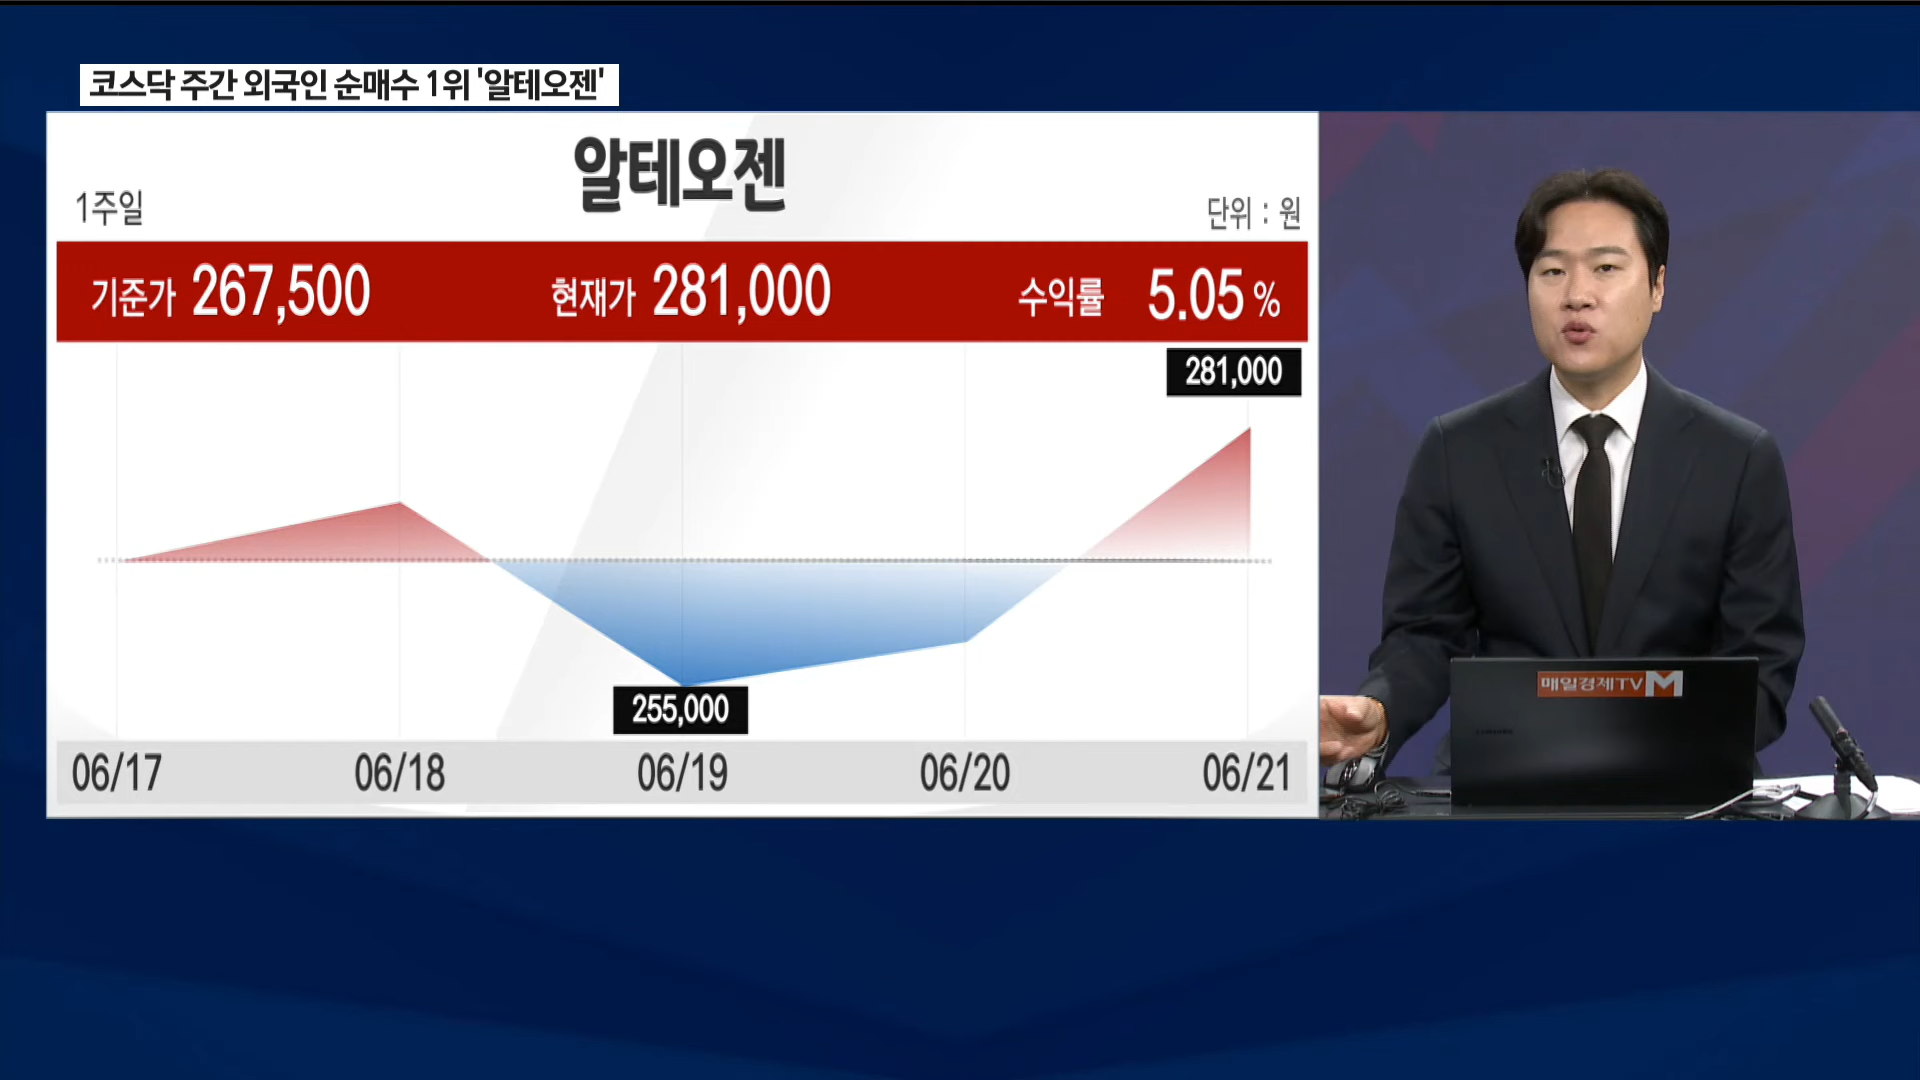 코스닥 주간 외국인 순매수 1위 '알테오젠'
알테오젠
1주일
단위 : 원
기준가 267,500 현재가 281,000 수익률 5.05 %
281,000
255,000
06/17 06/18 06/19 06/20 06/21
매일경제TV M